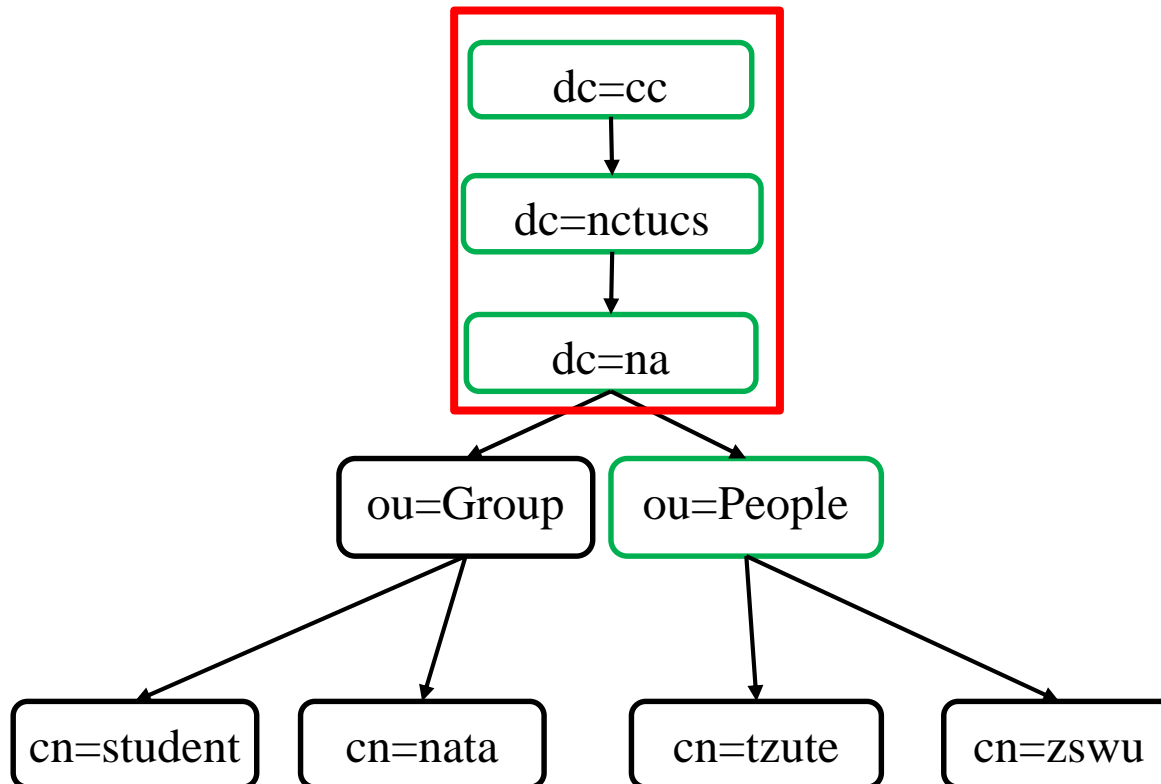 dc=cc
dc=nctucs
dc=na
ou=Group
ou=People
cn=student
cn=nata
cn=tzute
cn=zswu